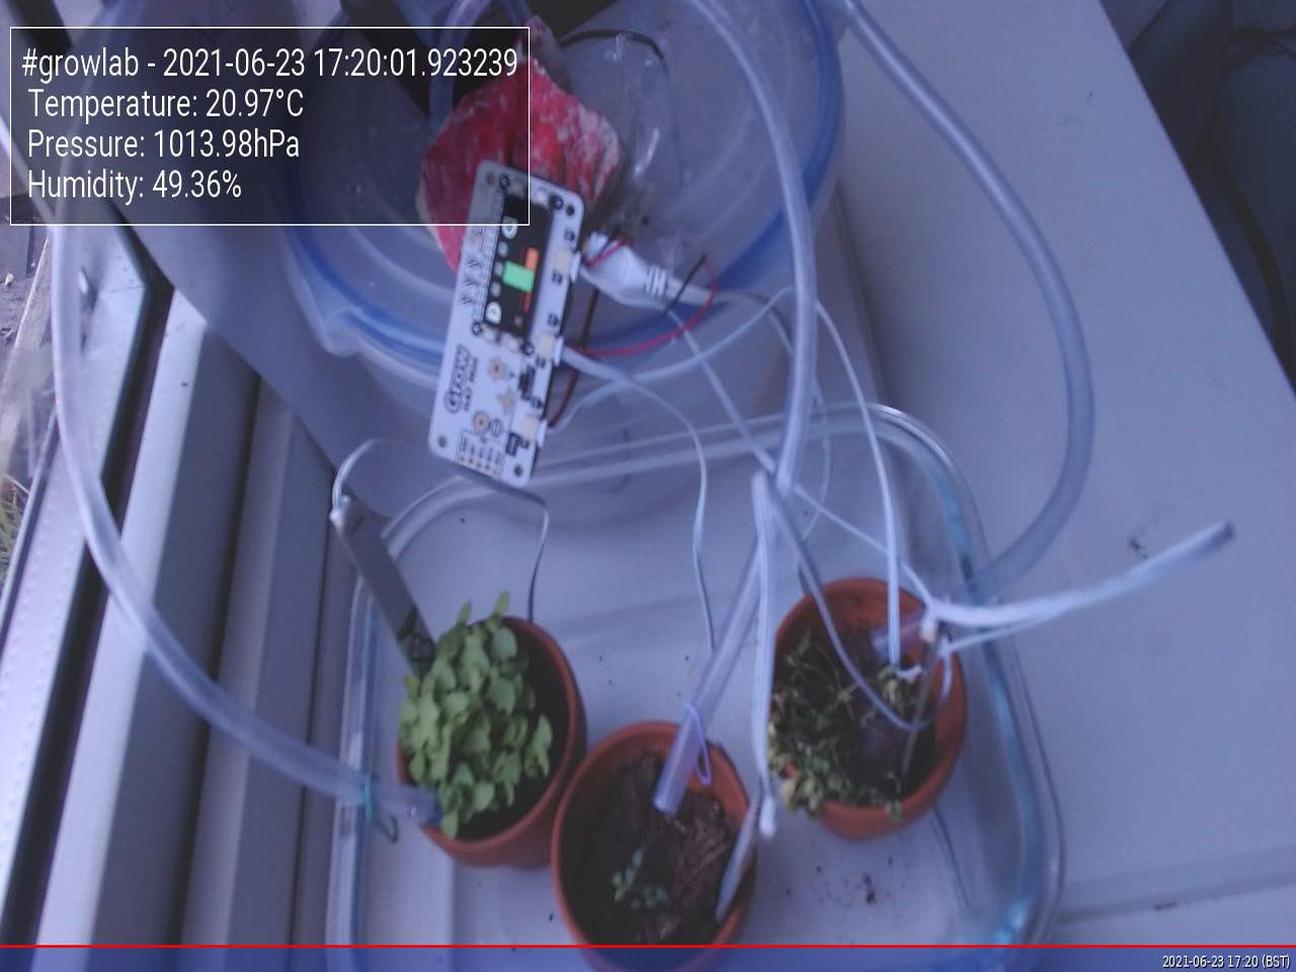 #growlab - 2021-06-23 17:20:01.923239
Temperature: 20.97°C
Pressure: 1013.98hPa
Humidity: 49.36%
GROW
2021-06-23 17:20 (BST)